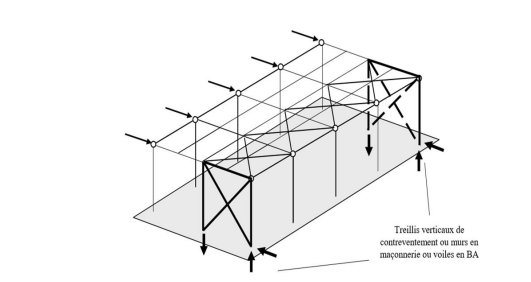 Treillis verticaux de
contreventement ou murs en
maçonnerie ou voiles en BA